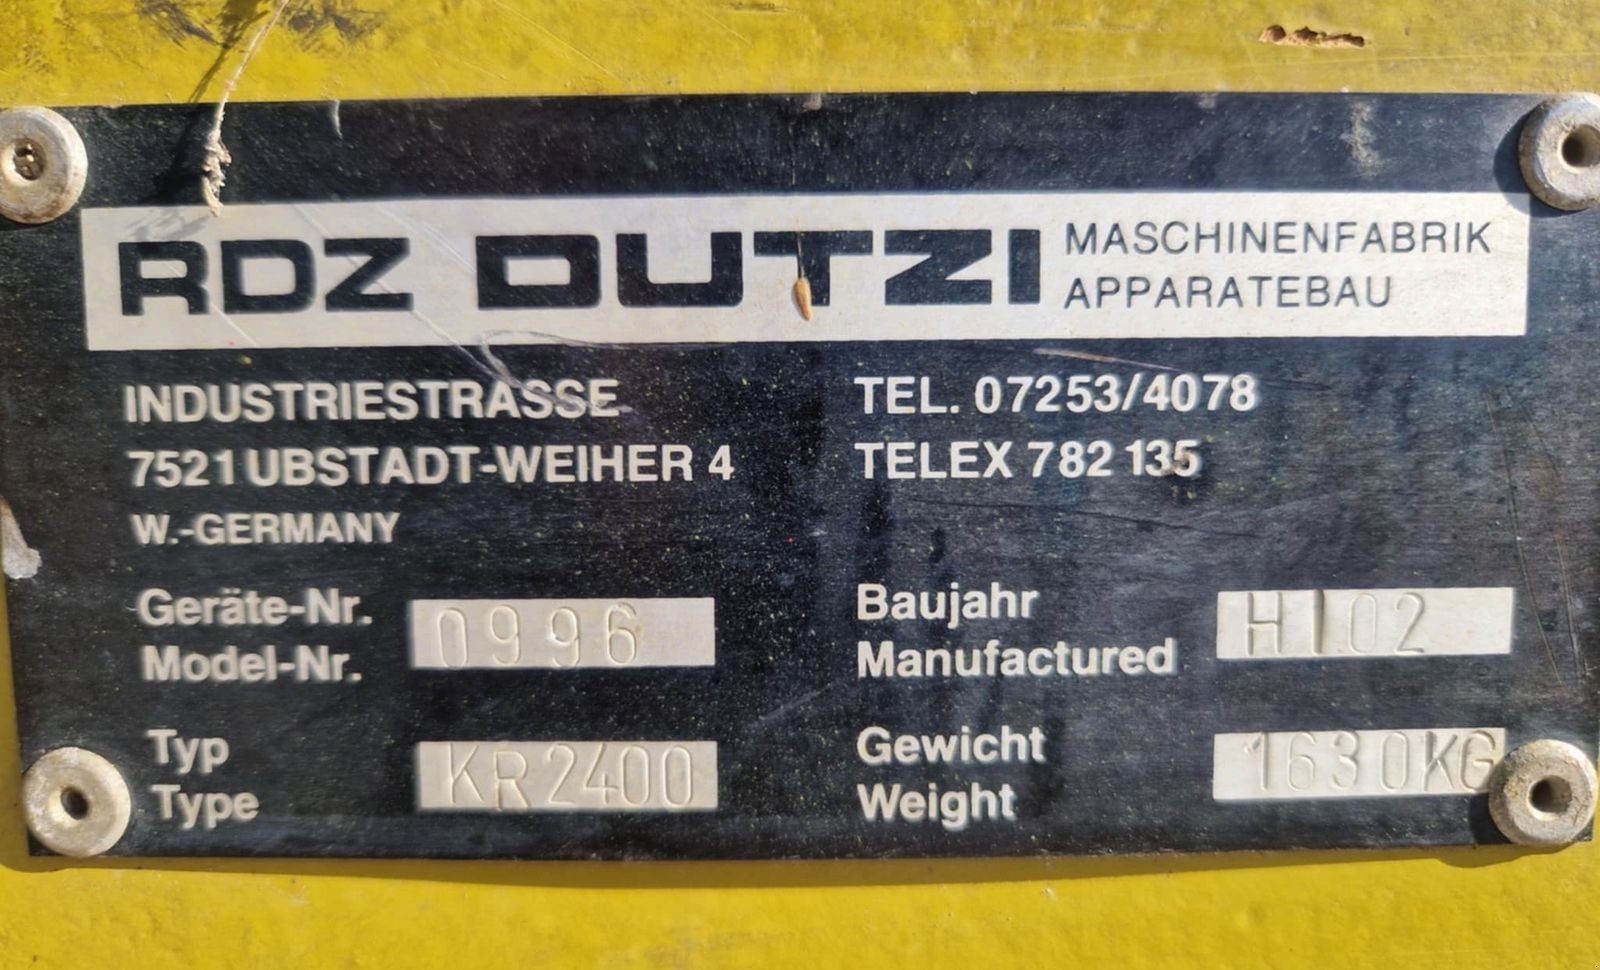 RDZ DUTZI MASCHINENFABRIK APPARATEBAU
INDUSTRIESTRASSE
7521 UBSTADT-WEIHER 4
W.-GERMANY
TEL. 07253/4078
TELEX 782 135
Geräte-Nr.
Model-Nr.
0996
Baujahr
Manufactured
HI02
Typ
Type
KR2400
Gewicht
Weight
1630KG